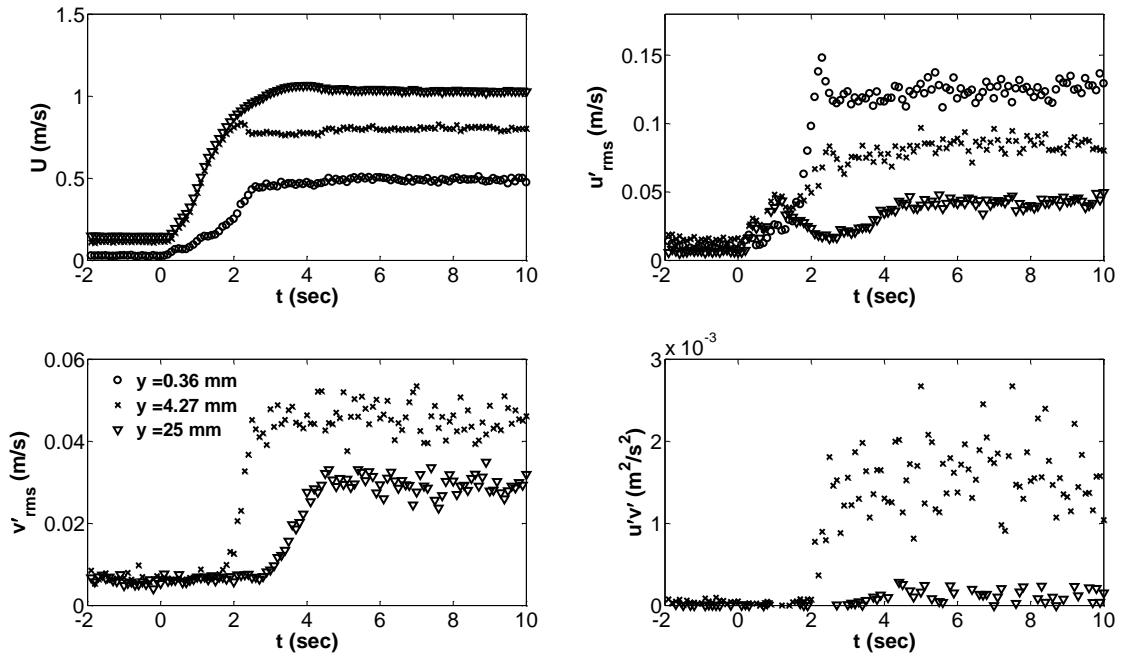 1.5
1
0.5
0
U (m/s)
-2 0 2 4 6 8 10
t (sec)
0.15
0.1
0.05
0
u'rms (m/s)
-2 0 2 4 6 8 10
t (sec)
0.06
0.04
0.02
0
v'rms (m/s)
y =0.36 mm
y =4.27 mm
y =25 mm
-2 0 2 4 6 8 10
t (sec)
x 10⁻³
3
2
1
0
u'v' (m²/s²)
-2 0 2 4 6 8 10
t (sec)